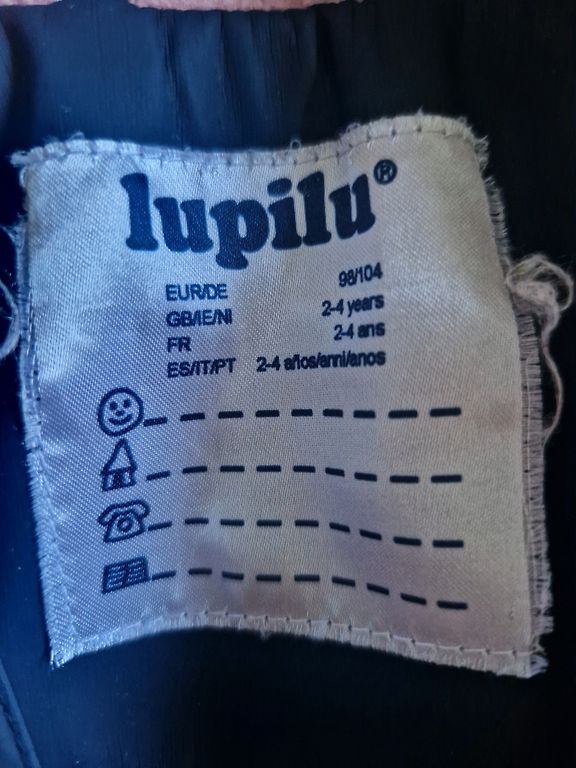 lupilu®
EUR/DE 98/104
GB/IE/NI 2-4 years
FR 2-4 ans
ES/IT/PT 2-4 años/anni/anos